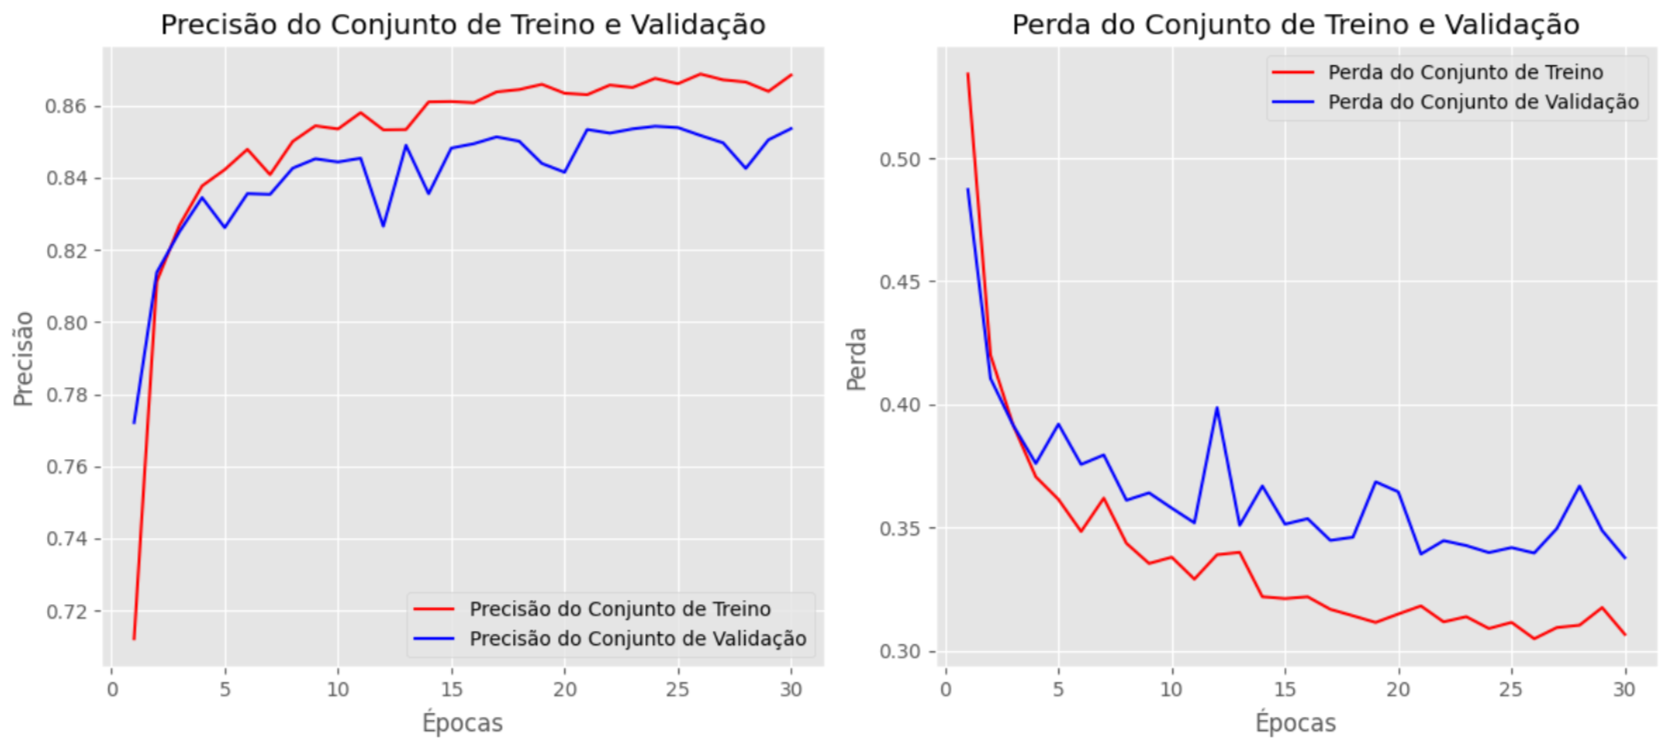 Precisão do Conjunto de Treino e Validação
0.86
0.84
0.82
0.80
0.78
0.76
0.74
0.72
Precisão
Precisão do Conjunto de Treino
Precisão do Conjunto de Validação
0 5 10 15 20 25 30
Épocas
Perda do Conjunto de Treino e Validação
Perda do Conjunto de Treino
Perda do Conjunto de Validação
0.50
0.45
0.40
0.35
0.30
Perda
0 5 10 15 20 25 30
Épocas